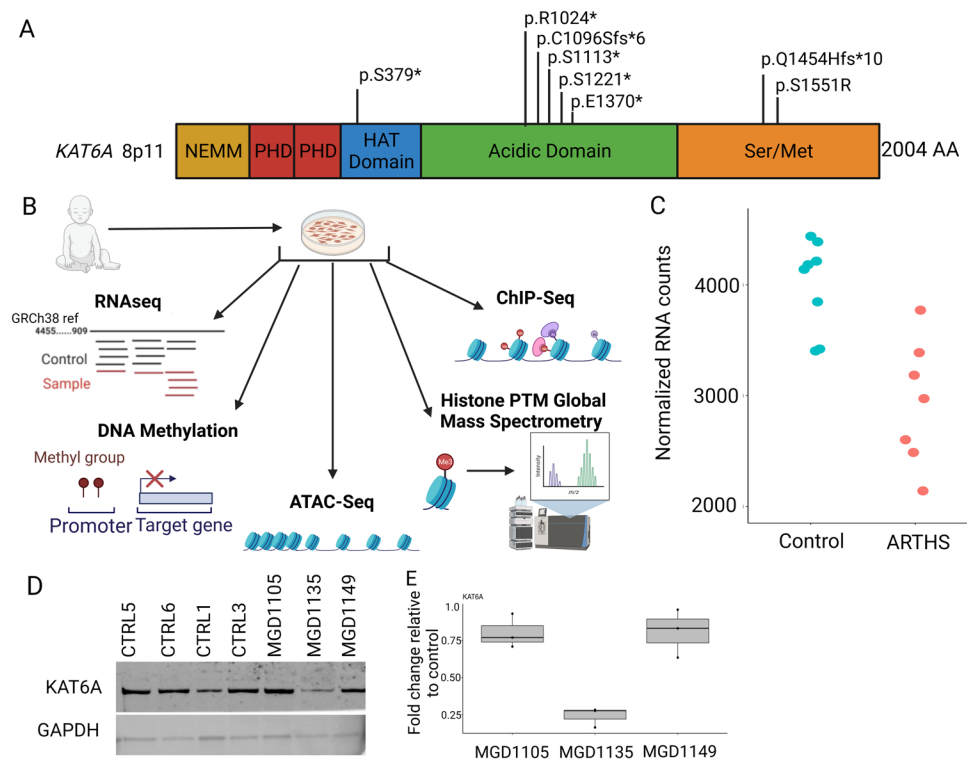 A
p.R1024*
p.C1096Sfs*6
p.S1113*
p.S1221*
p.E1370*
p.S379*
p.Q1454Hfs*10
p.S1551R
KAT6A 8p11
NEMM
PHD
PHD
HAT
Domain
Acidic Domain
Ser/Met
2004 AA
B
RNAseq
GRCh38 ref
4455......909
Control
Sample
DNA Methylation
Methyl group
Promoter
Target gene
ATAC-Seq
ChIP-Seq
Histone PTM Global
Mass Spectrometry
Me3
Intensity
m/z
C
Normalized RNA counts
4000
3000
2000
Control
ARTHS
D
CTRL5
CTRL6
CTRL1
CTRL3
MGD1105
MGD1135
MGD1149
KAT6A
GAPDH
E
KAT6A
Fold change relative
to control
1.0
0.75
0.50
0.25
MGD1105
MGD1135
MGD1149